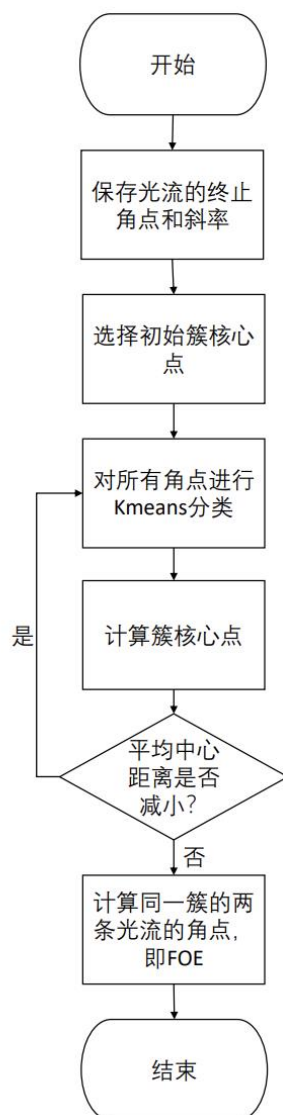 开始
保存光流的终止
角点和斜率
选择初始簇核心
点
对所有角点进行
Kmeans分类
计算簇核心点
是
平均中心
距离是否
减小?
否
计算同一簇的两
条光流的角点，
即FOE
结束